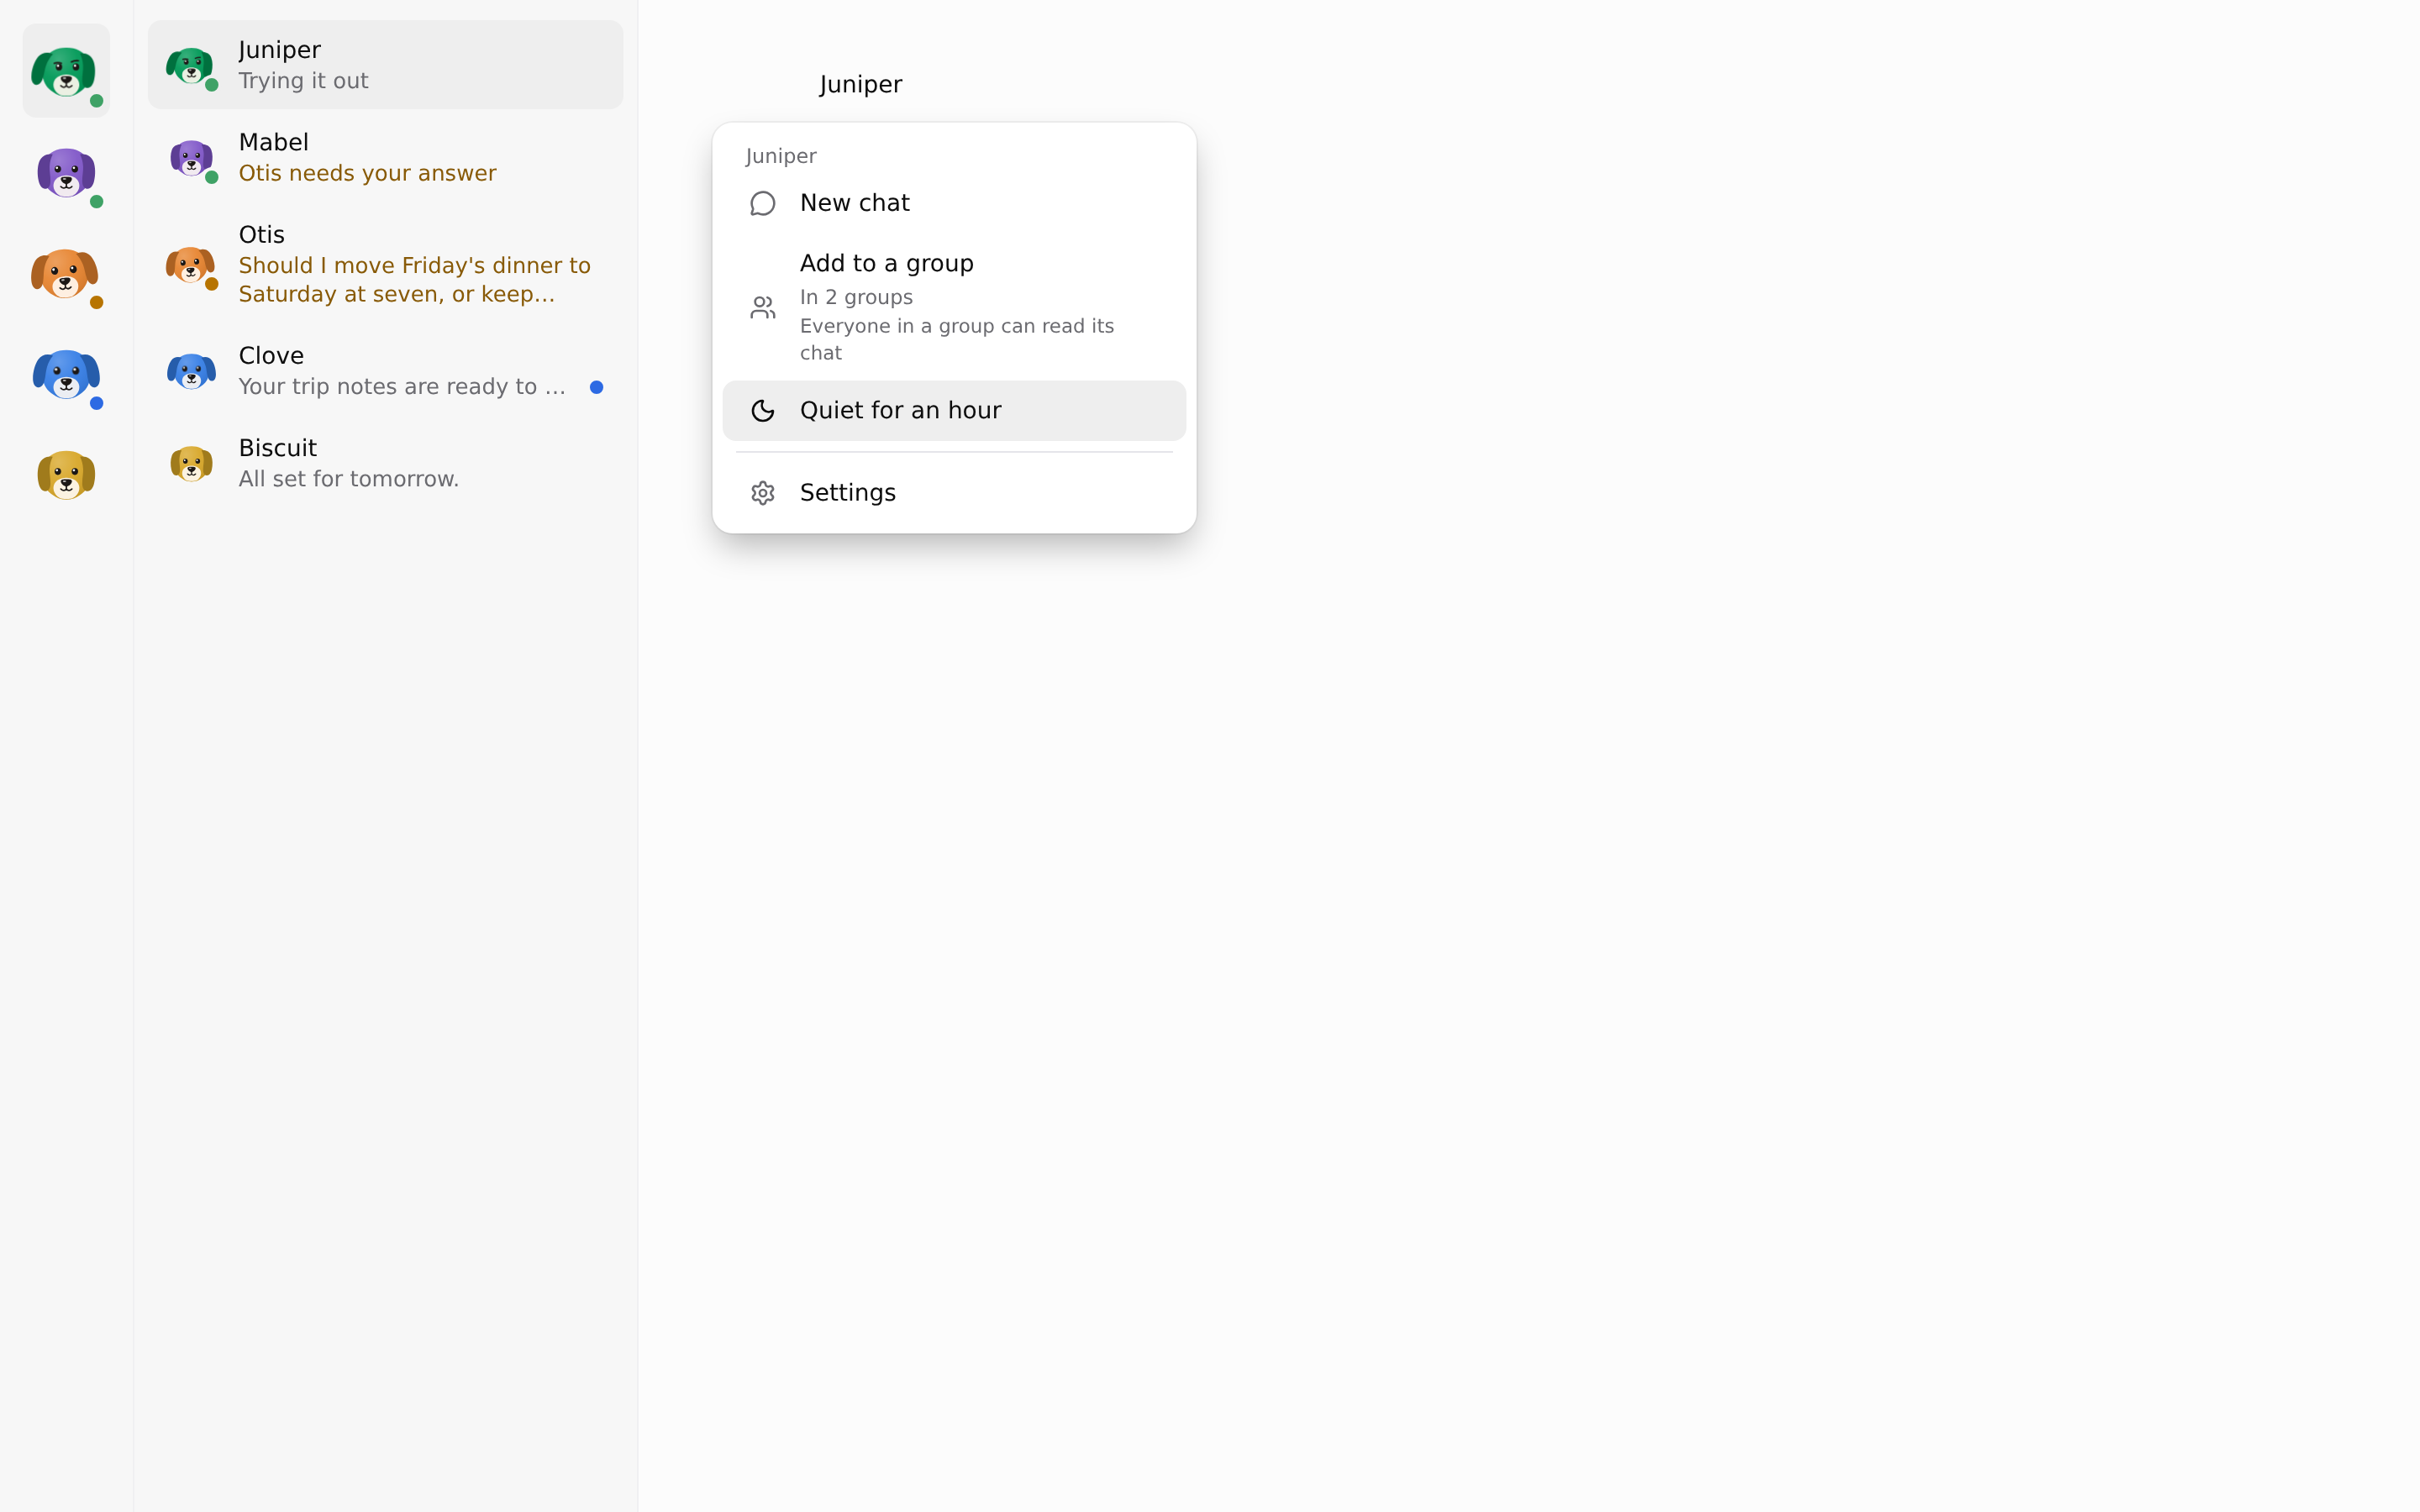 Juniper
Trying it out
Mabel
Otis needs your answer
Otis
Should I move Friday's dinner to
Saturday at seven, or keep…
Clove
Your trip notes are ready to …
Biscuit
All set for tomorrow.
Juniper
Juniper
New chat
Add to a group
In 2 groups
Everyone in a group can read its
chat
Quiet for an hour
Settings